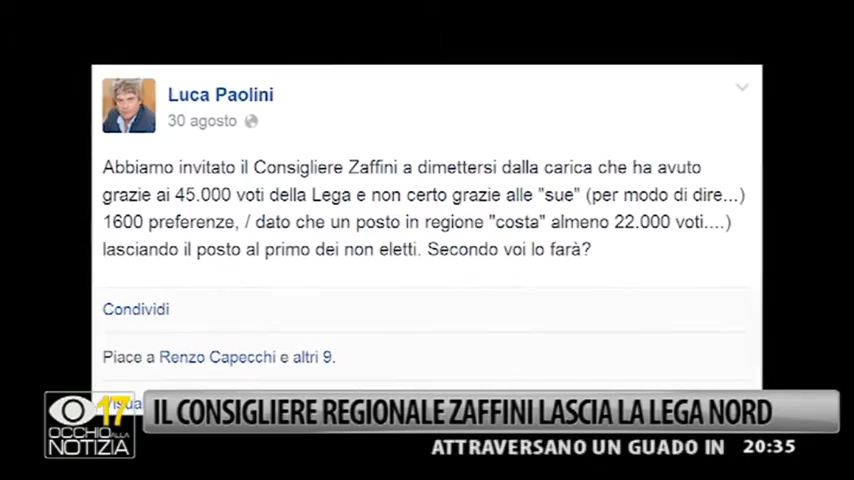 Luca Paolini
30 agosto
Abbiamo invitato il Consigliere Zaffini a dimettersi dalla carica che ha avuto
grazie ai 45.000 voti della Lega e non certo grazie alle "sue" (per modo di dire...)
1600 preferenze, / dato che un posto in regione "costa" almeno 22.000 voti....)
lasciando il posto al primo dei non eletti. Secondo voi lo farà?
Condividi
Piace a Renzo Capecchi e altri 9.
17
OCCHIO ALLA
NOTIZIA
IL CONSIGLIERE REGIONALE ZAFFINI LASCIA LA LEGA NORD
ATTRAVERSANO UN GUADO IN 20:35